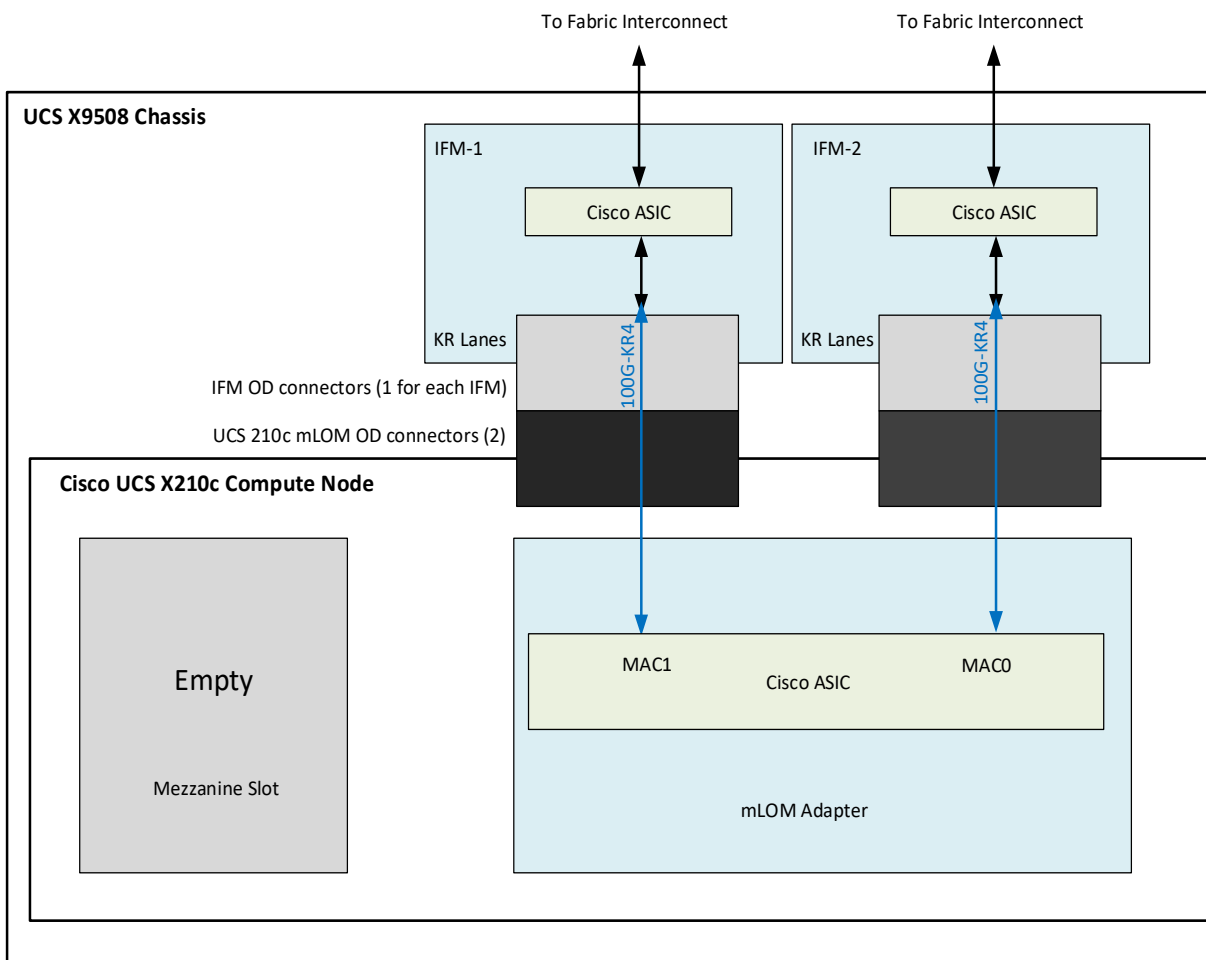 To Fabric Interconnect
To Fabric Interconnect
UCS X9508 Chassis
IFM-1
IFM-2
Cisco ASIC
Cisco ASIC
KR Lanes
100G-KR4
KR Lanes
100G-KR4
IFM OD connectors (1 for each IFM)
UCS 210c mLOM OD connectors (2)
Cisco UCS X210c Compute Node
Empty
Mezzanine Slot
MAC1
MAC0
Cisco ASIC
mLOM Adapter